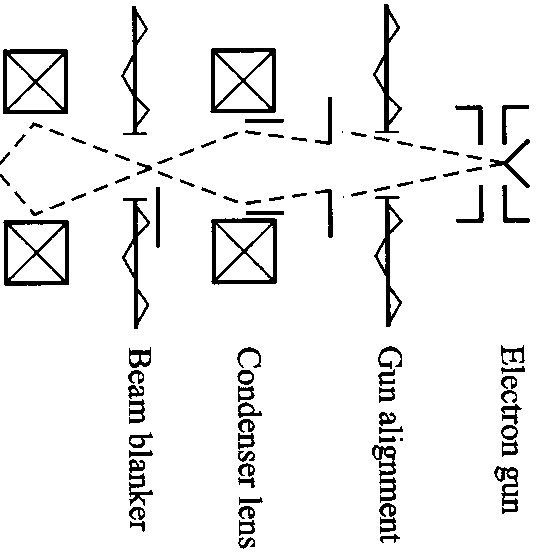 Electron gun
Gun alignment
Condenser lens
Beam blanker